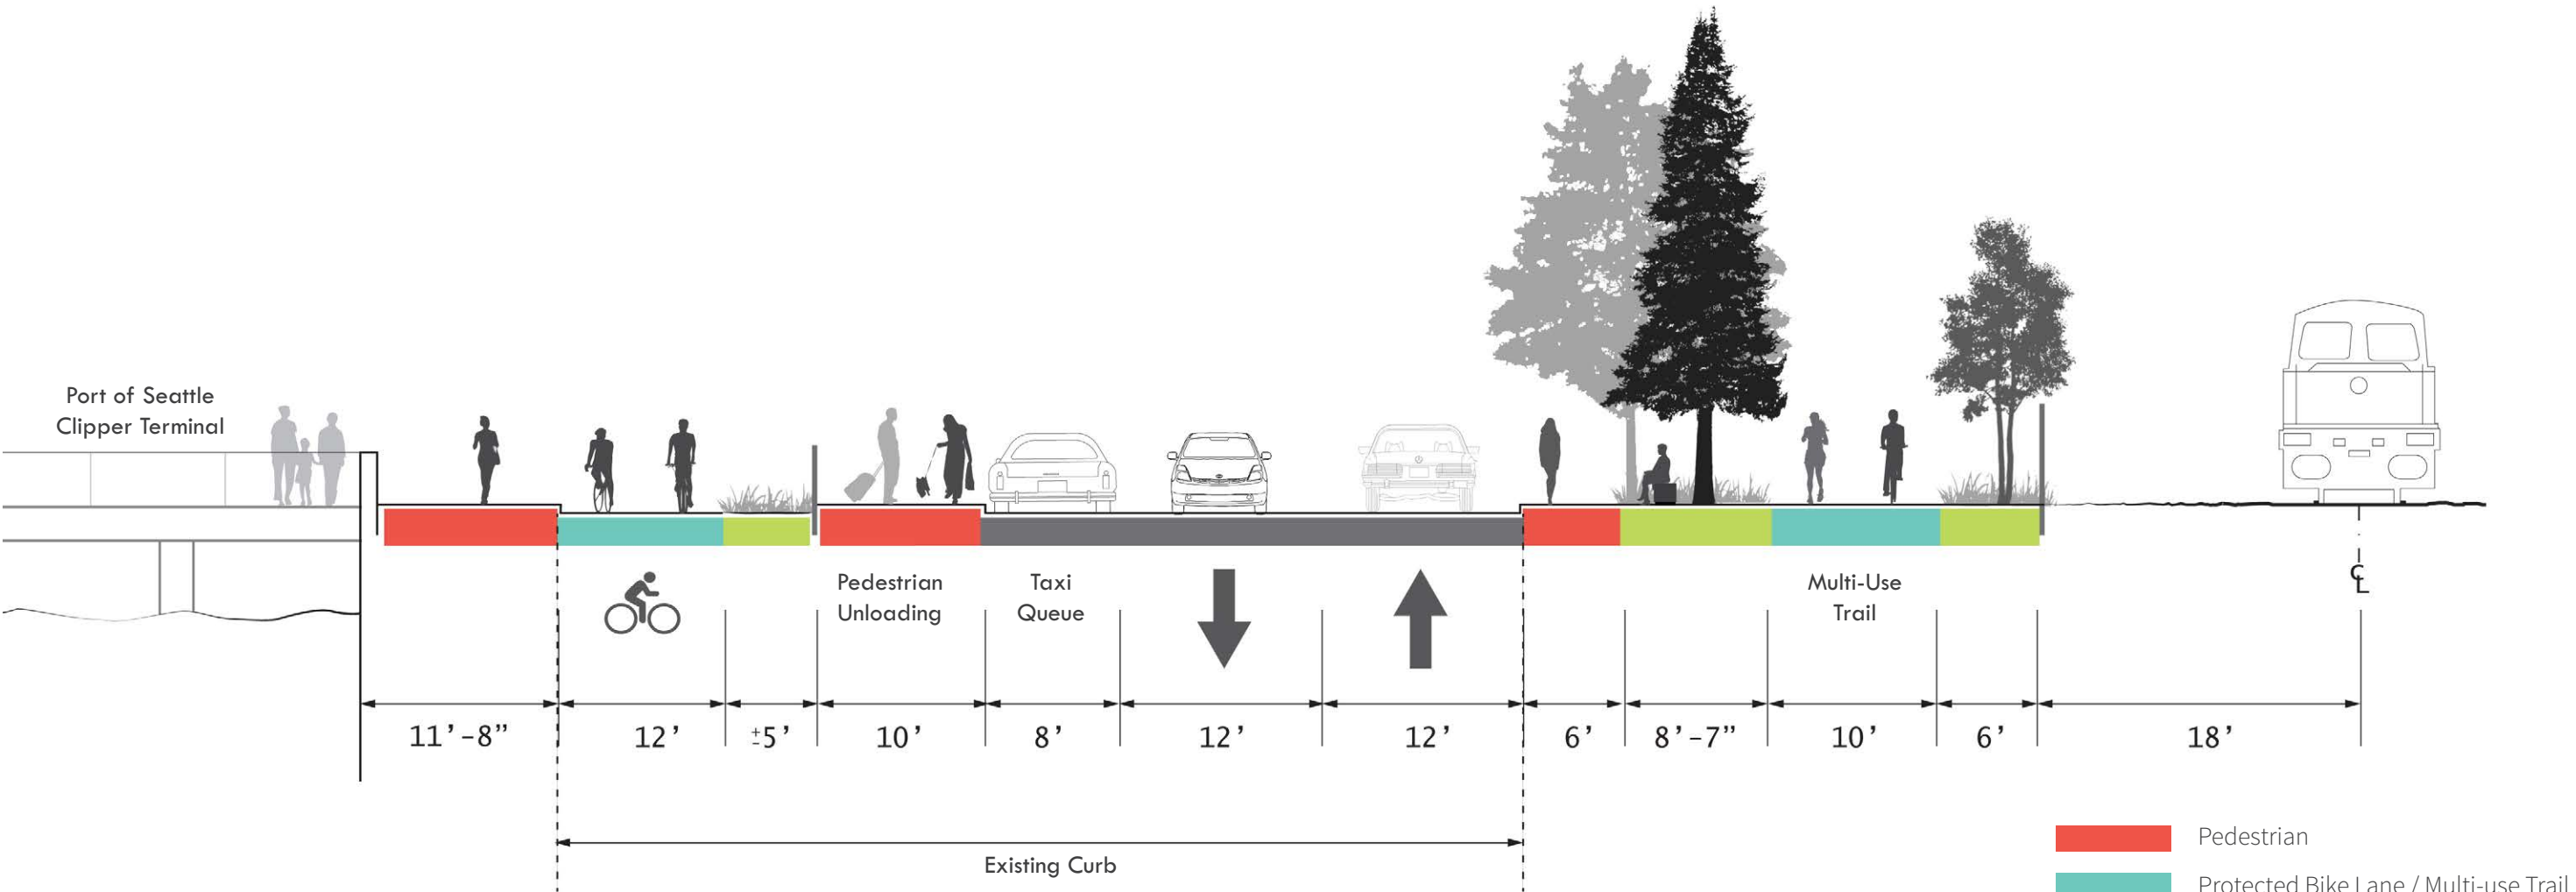 Port of Seattle
Clipper Terminal
Pedestrian
Unloading
Taxi
Queue
Multi-Use
Trail
℄
11’-8”
12’
±5’
10’
8’
12’
12’
6’
8’-7”
10’
6’
18’
Existing Curb
Pedestrian
Protected Bike Lane / Multi-use Trail